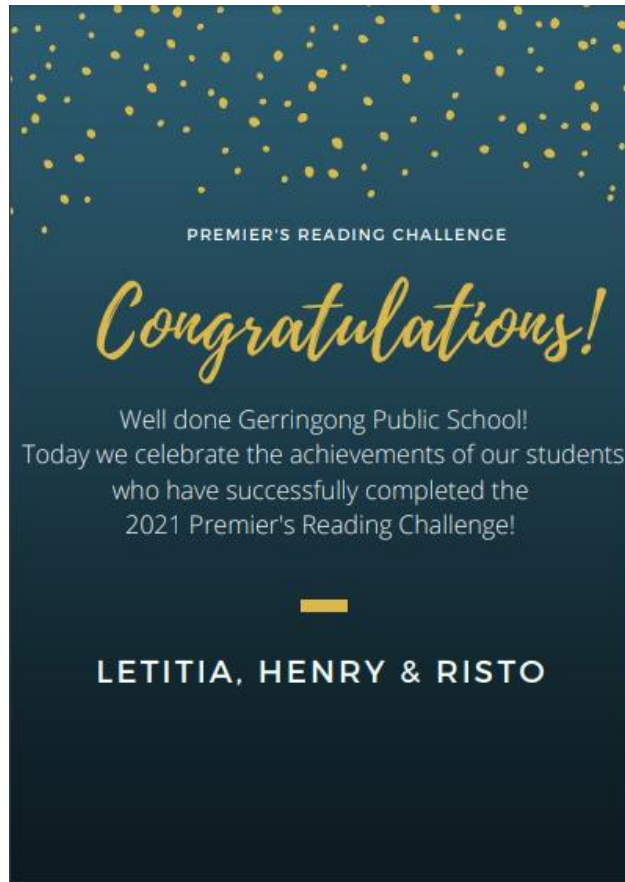 PREMIER'S READING CHALLENGE
Congratulations!
Well done Gerringong Public School!
Today we celebrate the achievements of our students
who have successfully completed the
2021 Premier's Reading Challenge!
LETITIA, HENRY & RISTO